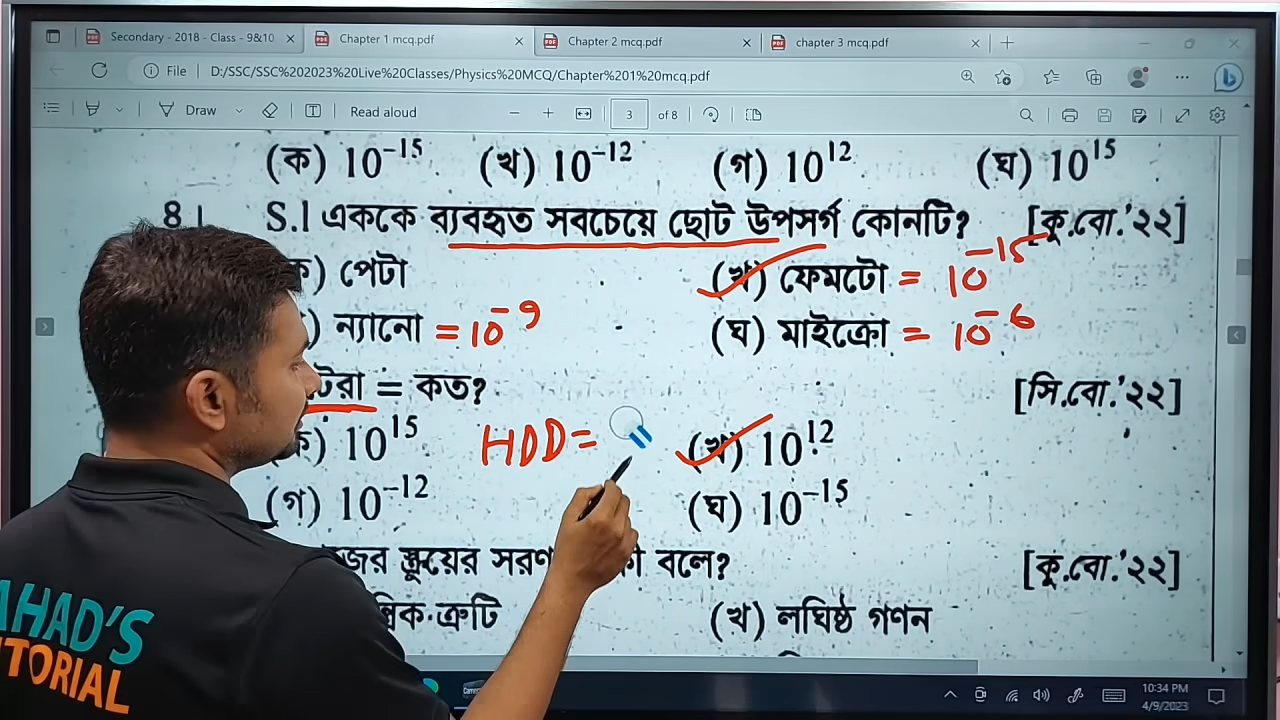 Secondary - 2018 - Class - 9&10
Chapter 1 mcq.pdf
Chapter 2 mcq.pdf
chapter 3 mcq.pdf
File
D:/SSC/SSC%202023%20Live%20Classes/Physics%20MCQ/Chapter%201%20mcq.pdf
Draw
Read aloud
3 of 8
(ক) 10⁻¹⁵ (খ) 10⁻¹² (গ) 10¹² (ঘ) 10¹⁵
8। S.I এককে ব্যবহৃত সবচেয়ে ছোট উপসর্গ কোনটি? [কু.বো.'২২]
পেটা (খ) ফেমটো = 10⁻¹⁵
ন্যানো = 10⁻⁹ (ঘ) মাইক্রো = 10⁻⁶
= কত? [সি.বো.'২২]
10¹⁵ HDD= (খ) 10¹²
(গ) 10⁻¹² (ঘ) 10⁻¹⁵
স্ক্রুয়ের বলে? [কু.বো.'২২]
ত্রুটি (খ) লঘিষ্ঠ গণন
AHAD'S
TORIAL
10:34 PM
4/9/2023